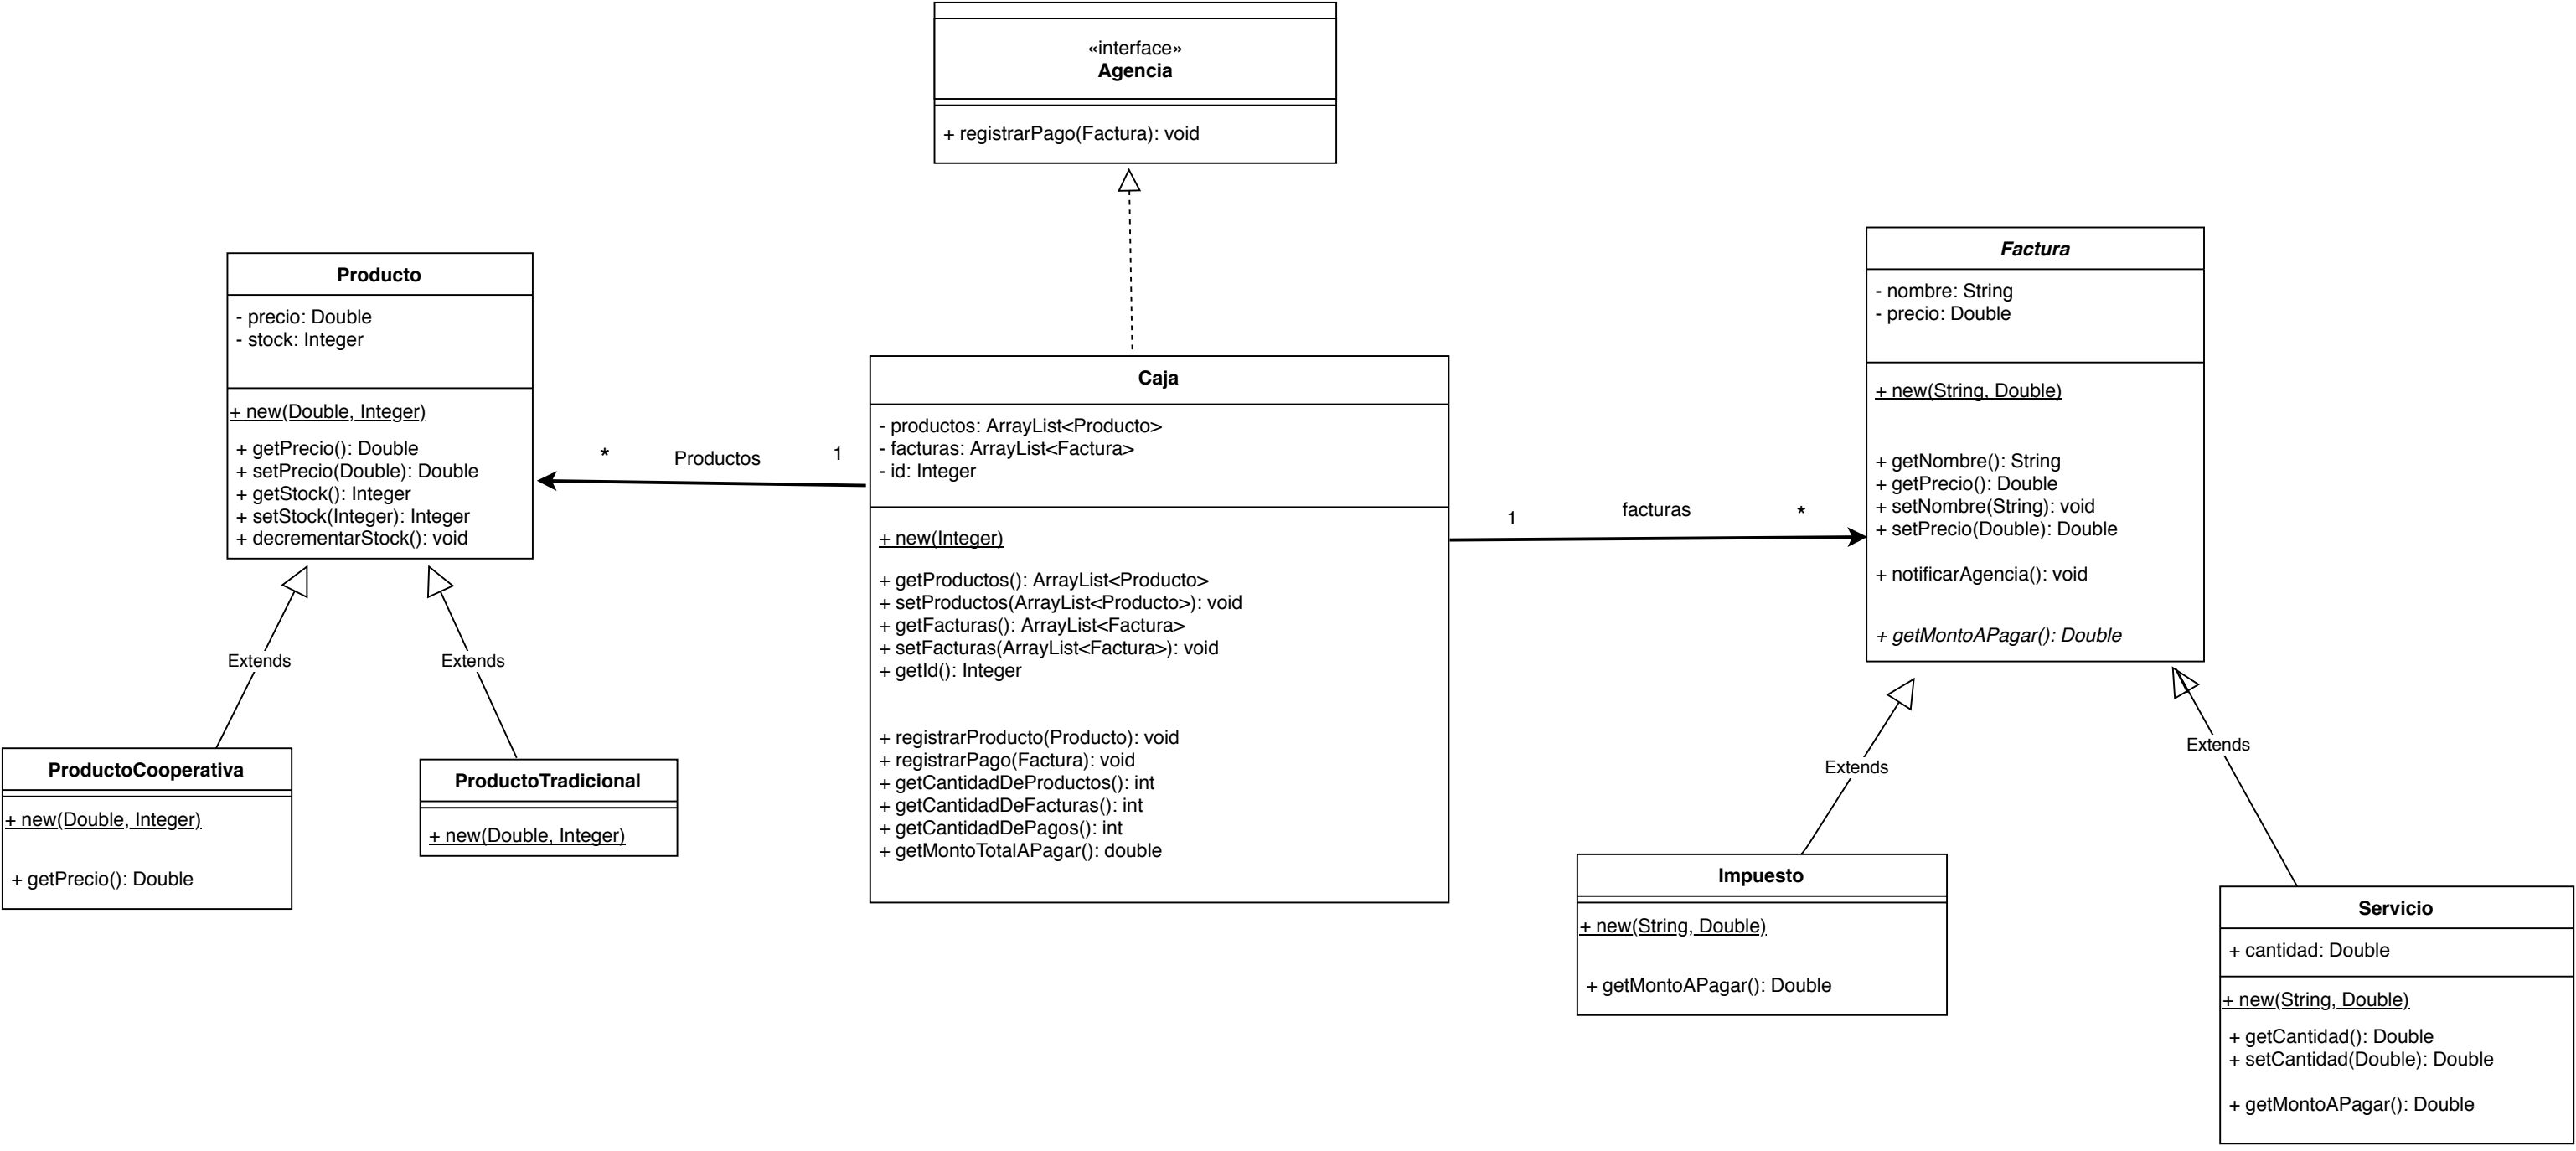 «interface»
Agencia
+ registrarPago(Factura): void
Producto
- precio: Double
- stock: Integer
+ new(Double, Integer)
+ getPrecio(): Double
+ setPrecio(Double): Double
+ getStock(): Integer
+ setStock(Integer): Integer
+ decrementarStock(): void
* Productos 1
Caja
- productos: ArrayList<Producto>
- facturas: ArrayList<Factura>
- id: Integer
+ new(Integer)
+ getProductos(): ArrayList<Producto>
+ setProductos(ArrayList<Producto>): void
+ getFacturas(): ArrayList<Factura>
+ setFacturas(ArrayList<Factura>): void
+ getId(): Integer
+ registrarProducto(Producto): void
+ registrarPago(Factura): void
+ getCantidadDeProductos(): int
+ getCantidadDeFacturas(): int
+ getCantidadDePagos(): int
+ getMontoTotalAPagar(): double
1 facturas *
Factura
- nombre: String
- precio: Double
+ new(String, Double)
+ getNombre(): String
+ getPrecio(): Double
+ setNombre(String): void
+ setPrecio(Double): Double
+ notificarAgencia(): void
+ getMontoAPagar(): Double
Extends
Extends
ProductoCooperativa
+ new(Double, Integer)
+ getPrecio(): Double
ProductoTradicional
+ new(Double, Integer)
Extends
Extends
Impuesto
+ new(String, Double)
+ getMontoAPagar(): Double
Servicio
+ cantidad: Double
+ new(String, Double)
+ getCantidad(): Double
+ setCantidad(Double): Double
+ getMontoAPagar(): Double